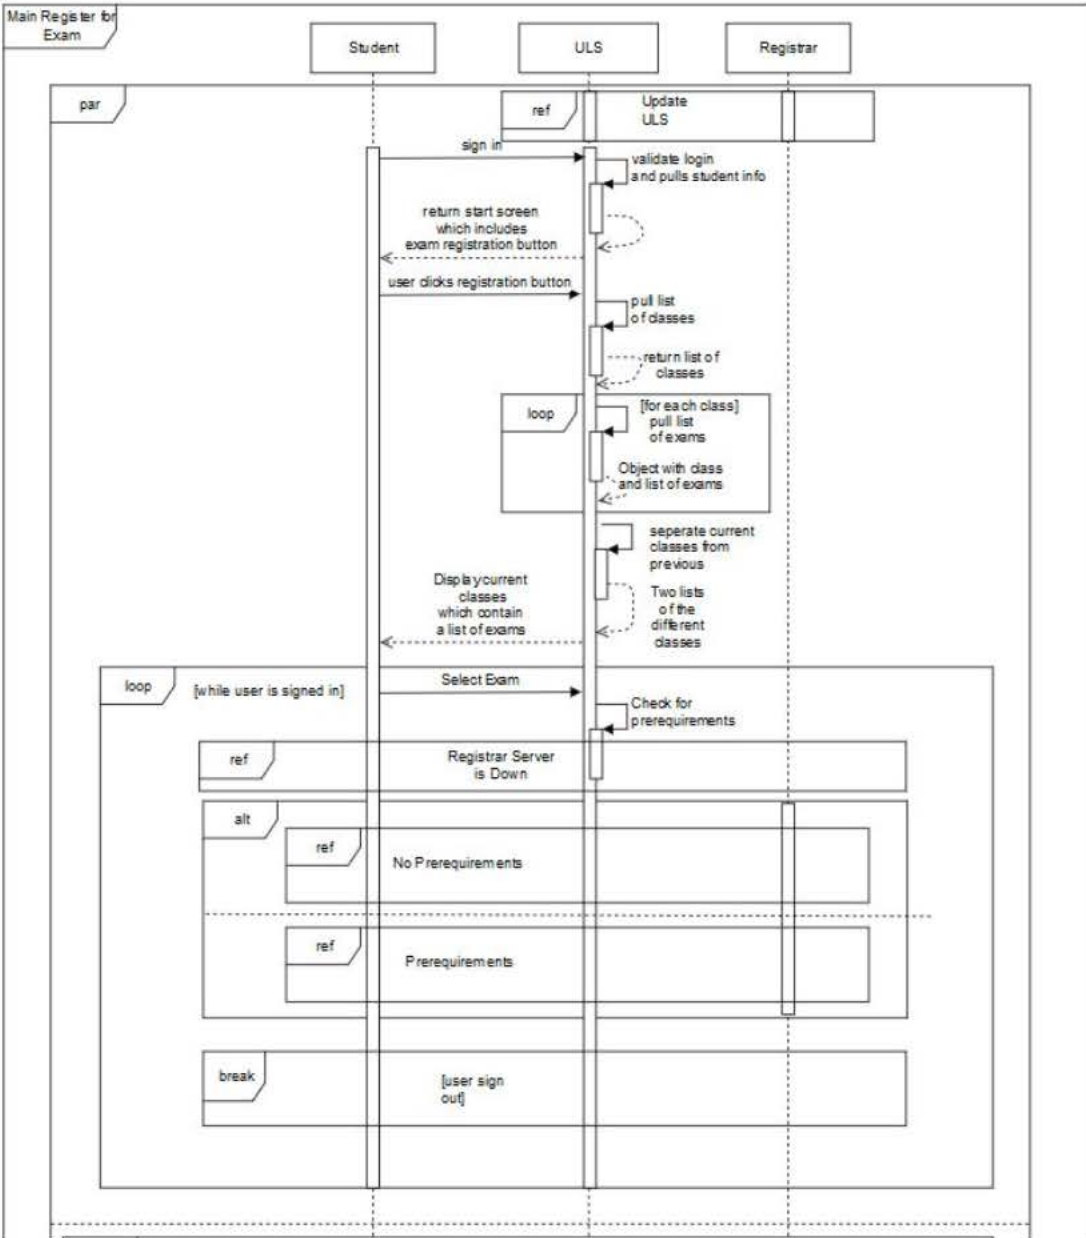 Main Register for
Exam
Student
ULS
Registrar
par
ref
Update
ULS
sign in
validate login
and pulls student info
return start screen
which includes
exam registration button
user clicks registration button
pull list
of classes
return list of
classes
loop
[for each class]
pull list
of exams
Object with class
and list of exams
seperate current
classes from
previous
Display current
classes
which contain
a list of exams
Two lists
of the
different
classes
loop
[while user is signed in]
Select Exam
Check for
prerequirements
ref
Registrar Server
is Down
alt
ref
No Prerequirements
ref
Prerequirements
break
[user sign
out]